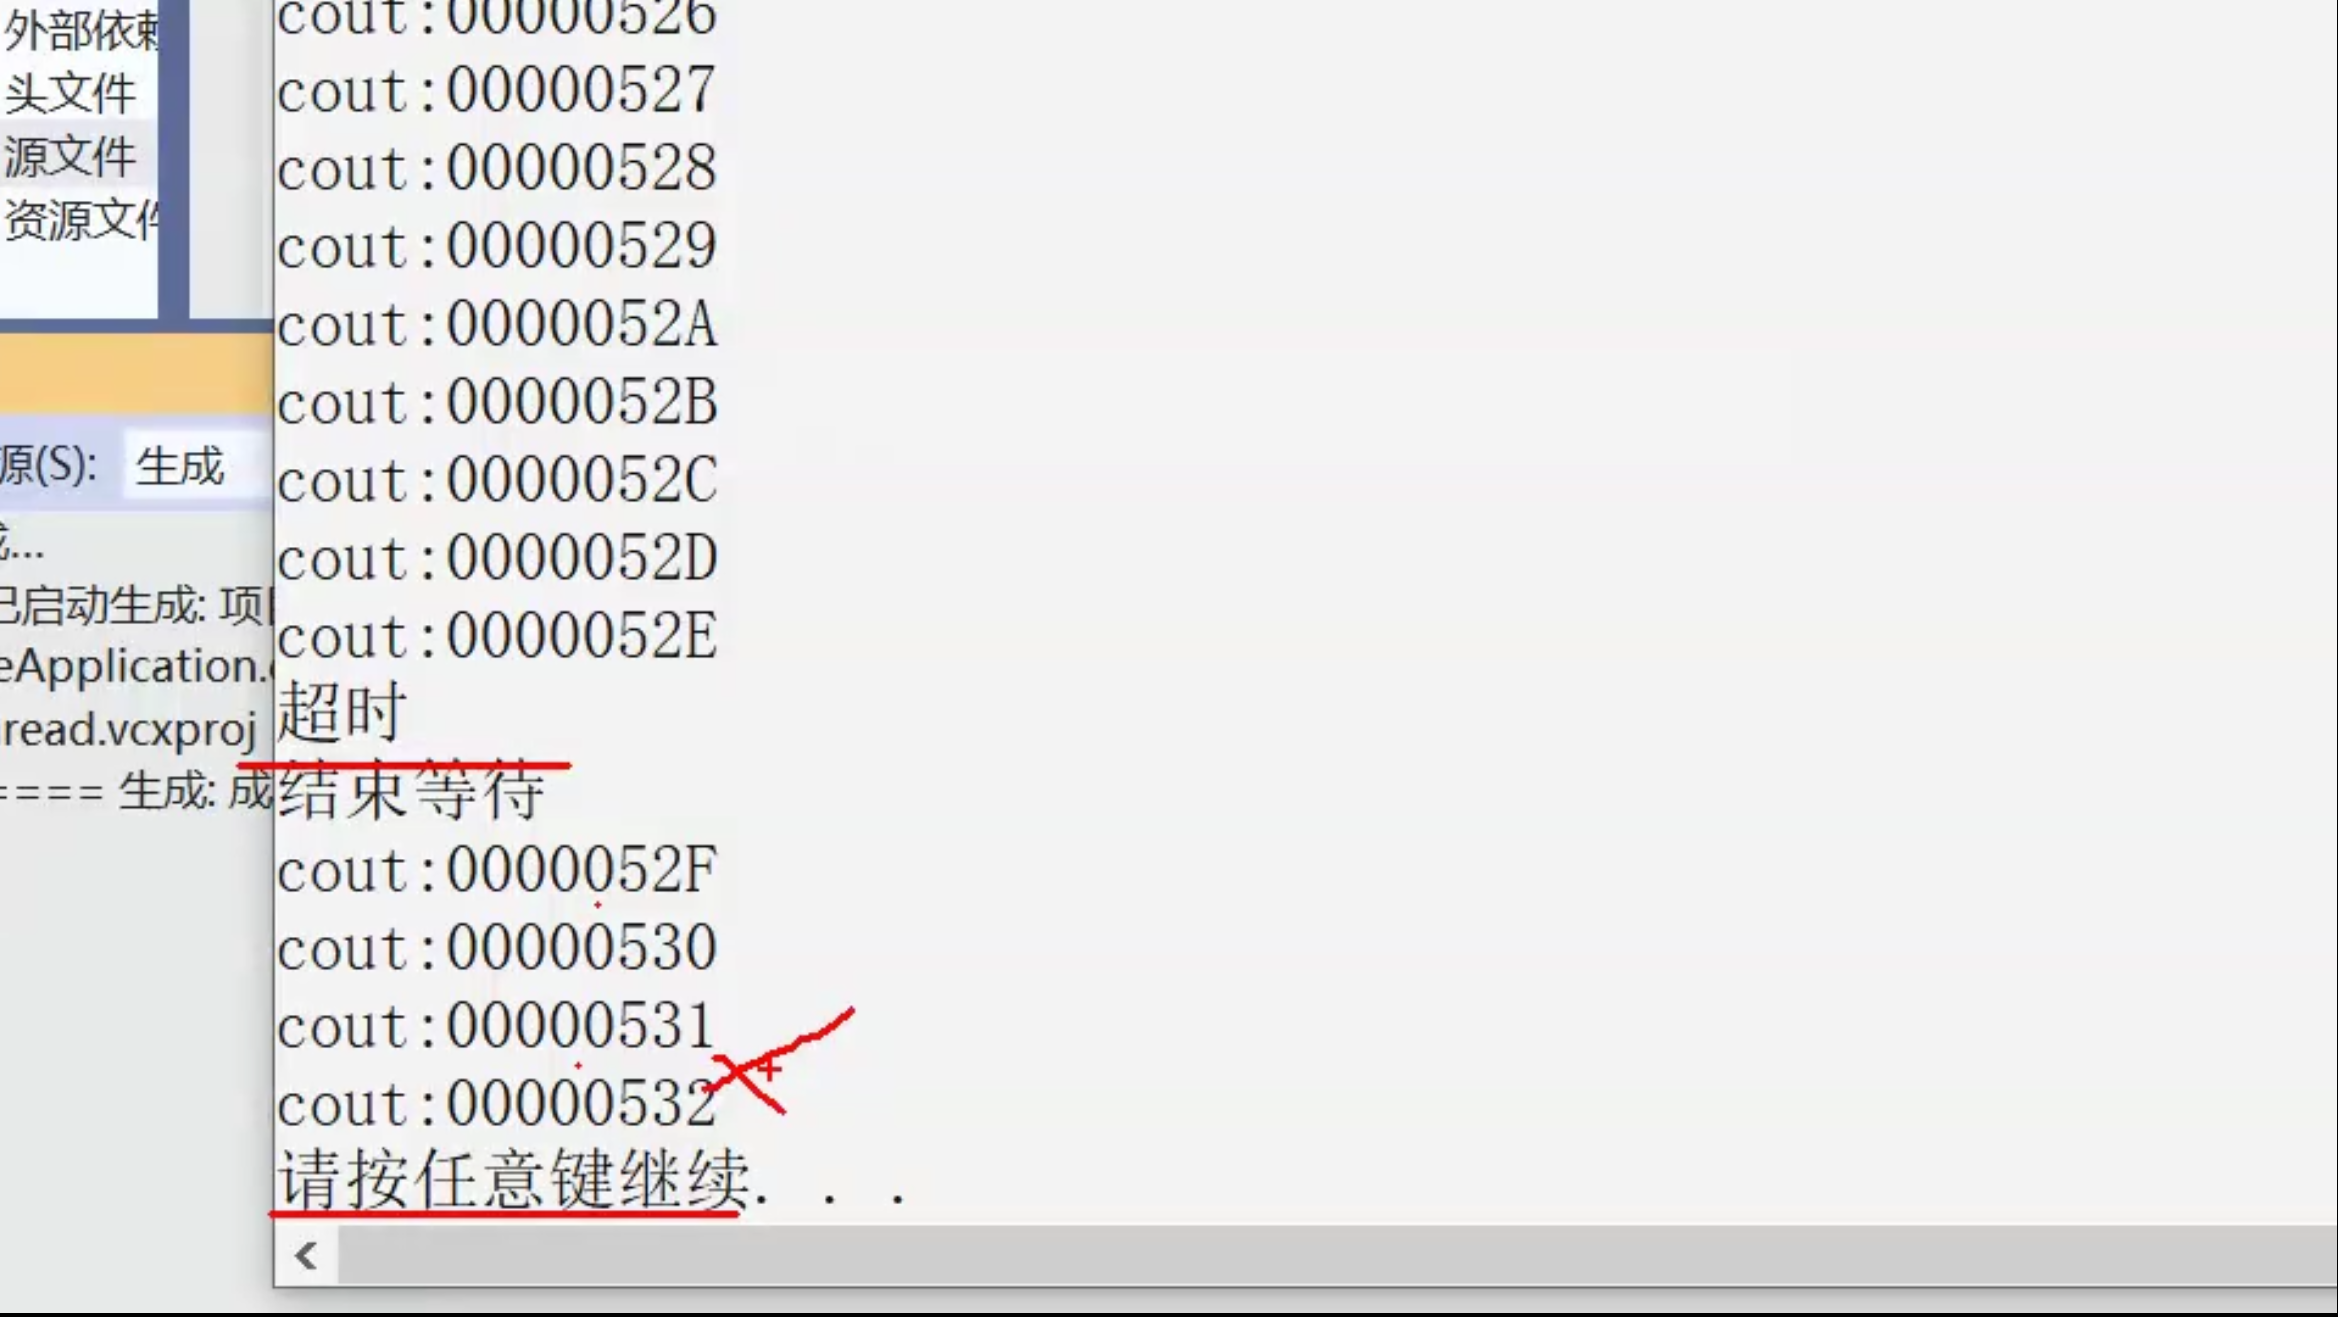 外部依赖
头文件
源文件
资源文件
源(S): 生成
...
已启动生成: 项目
eApplication.
read.vcxproj
==== 生成: 成
cout:00000526
cout:00000527
cout:00000528
cout:00000529
cout:0000052A
cout:0000052B
cout:0000052C
cout:0000052D
cout:0000052E
超时
结束等待
cout:0000052F
cout:00000530
cout:00000531
cout:00000532
请按任意键继续. . .